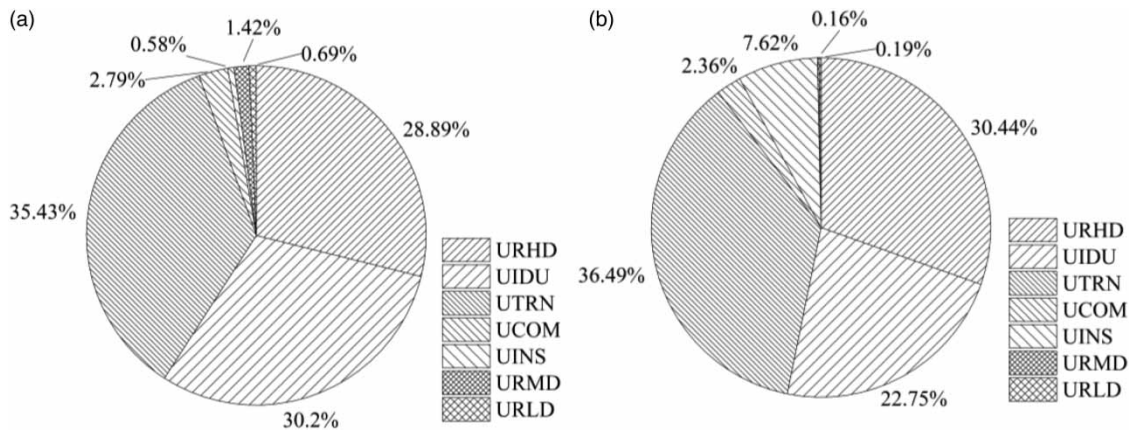 (a)
0.58%
1.42%
0.69%
2.79%
28.89%
35.43%
30.2%
URHD
UIDU
UTRN
UCOM
UINS
URMD
URLD
(b)
0.16%
7.62%
0.19%
2.36%
30.44%
36.49%
22.75%
URHD
UIDU
UTRN
UCOM
UINS
URMD
URLD